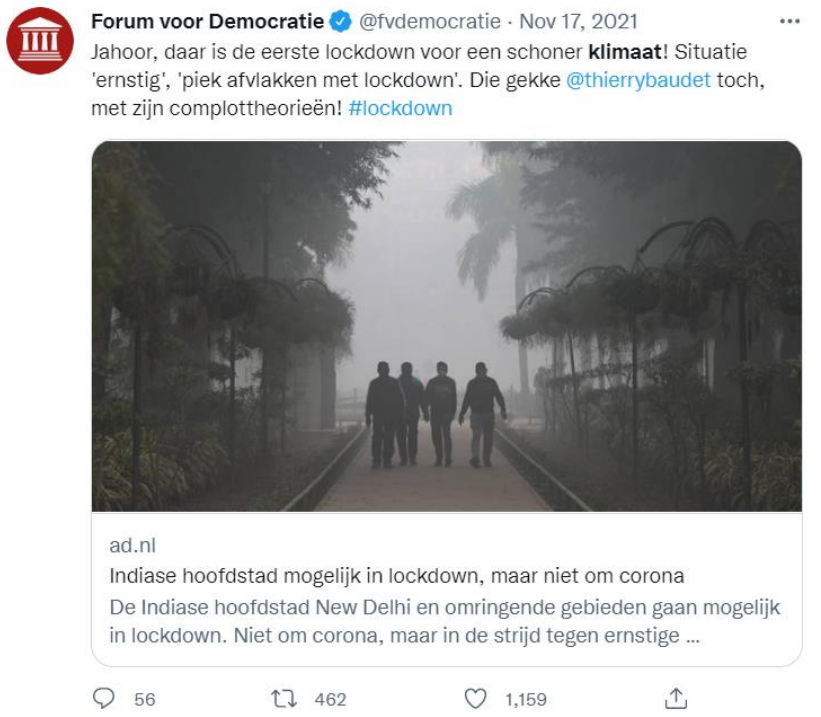 Forum voor Democratie @fvdemocratie · Nov 17, 2021
Jahoor, daar is de eerste lockdown voor een schoner klimaat! Situatie
'ernstig', 'piek afvlakken met lockdown'. Die gekke @thierrybaudet toch,
met zijn complottheorieën! #lockdown
ad.nl
Indiase hoofdstad mogelijk in lockdown, maar niet om corona
De Indiase hoofdstad New Delhi en omringende gebieden gaan mogelijk
in lockdown. Niet om corona, maar in de strijd tegen ernstige ...
56 462 1,159